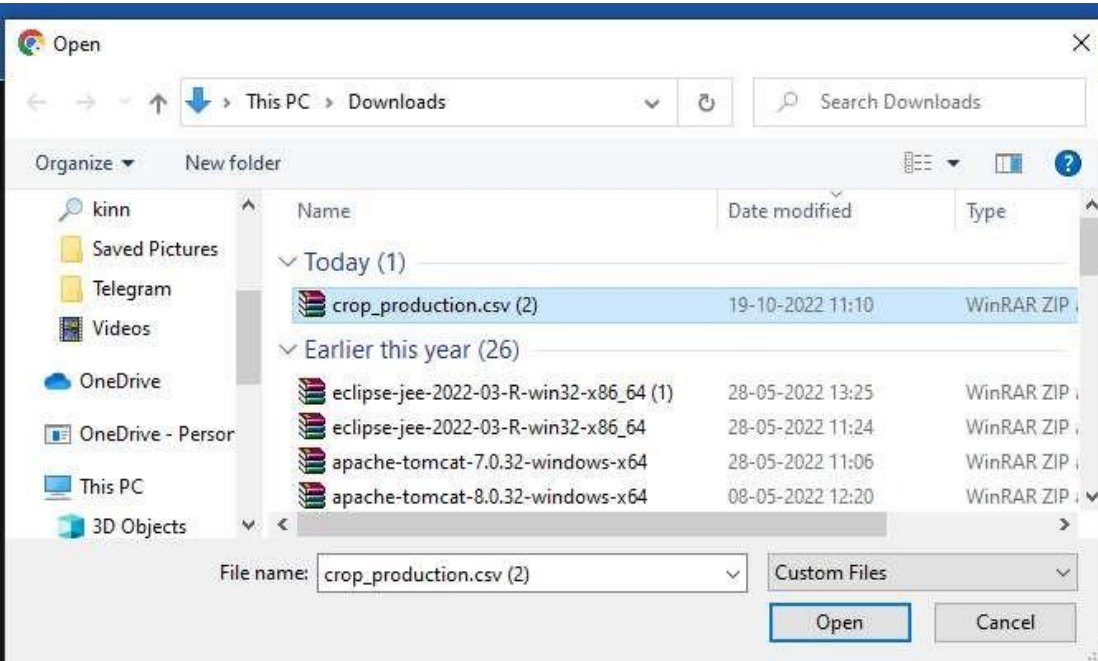 Open
This PC > Downloads
Search Downloads
Organize
New folder
Name
Date modified
Type
kinn
Saved Pictures
Telegram
Videos
OneDrive
OneDrive - Person
This PC
3D Objects
Today (1)
crop_production.csv (2) 19-10-2022 11:10 WinRAR ZIP
Earlier this year (26)
eclipse-jee-2022-03-R-win32-x86_64 (1) 28-05-2022 13:25 WinRAR ZIP
eclipse-jee-2022-03-R-win32-x86_64 28-05-2022 11:24 WinRAR ZIP
apache-tomcat-7.0.32-windows-x64 28-05-2022 11:06 WinRAR ZIP
apache-tomcat-8.0.32-windows-x64 08-05-2022 12:20 WinRAR ZIP
File name: crop_production.csv (2)
Custom Files
Open
Cancel